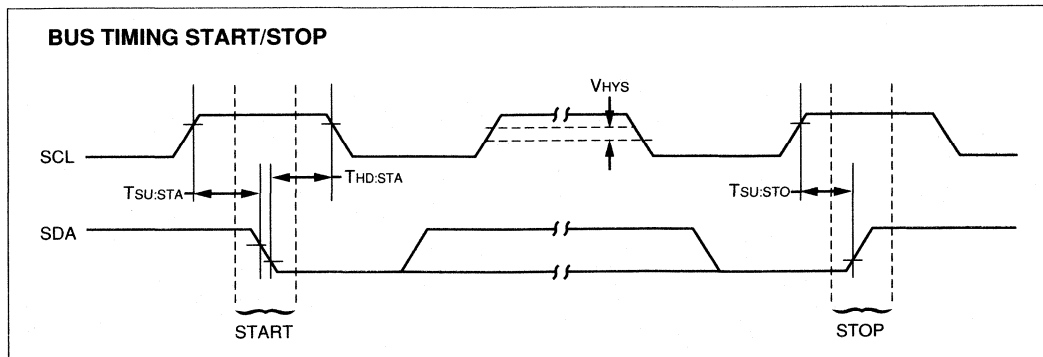 BUS TIMING START/STOP
VHYS
SCL
THD:STA
TSU:STA
TSU:STO
SDA
START
STOP